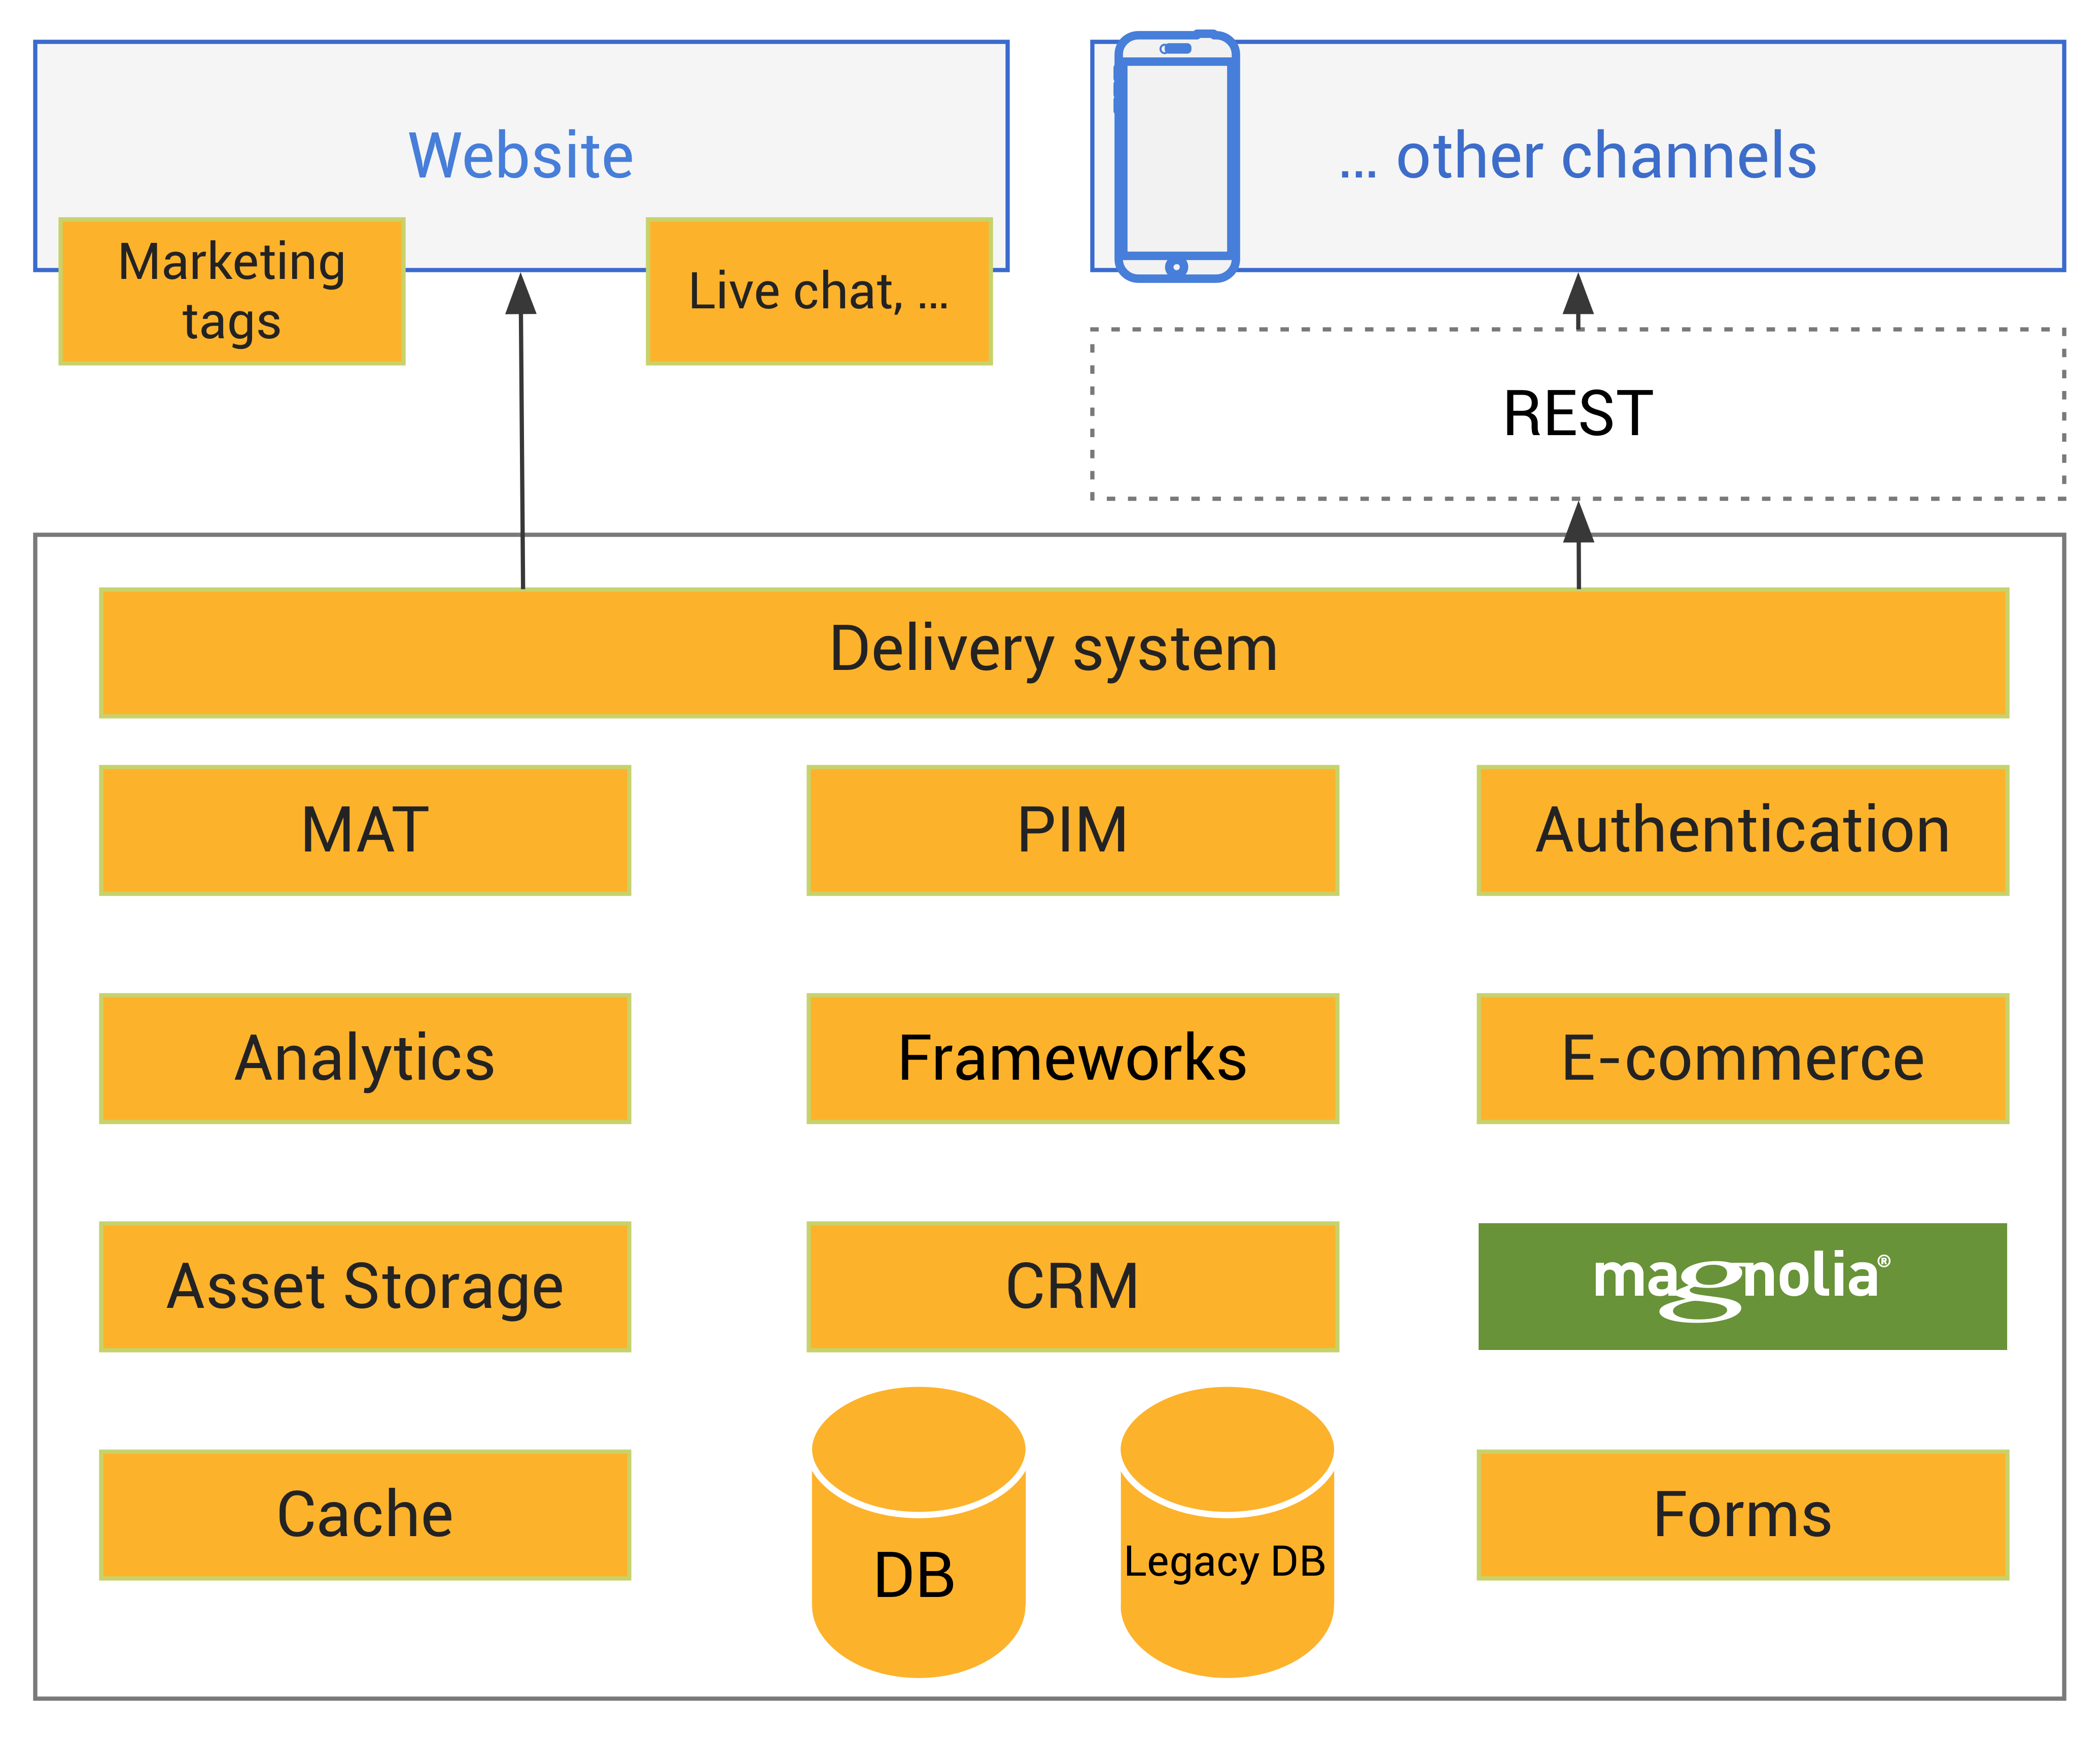 Website
... other channels
Marketing
tags
Live chat, ...
REST
Delivery system
MAT
PIM
Authentication
Analytics
Frameworks
E-commerce
Asset Storage
CRM
magnolia®
Cache
DB
Legacy DB
Forms